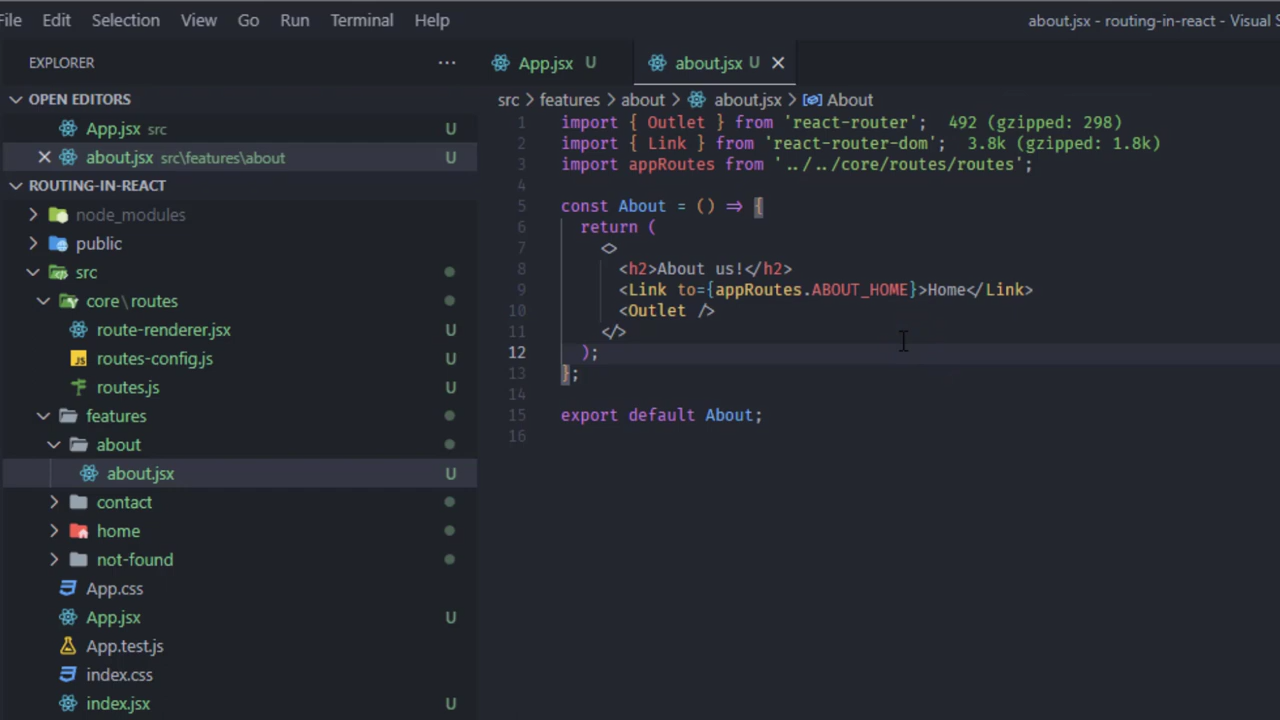 File Edit Selection View Go Run Terminal Help about.jsx - routing-in-react - Visual S
EXPLORER ···
App.jsx U about.jsx U
OPEN EDITORS
App.jsx src U
about.jsx src\features\about U
ROUTING-IN-REACT
node_modules
public
src
core\routes
route-renderer.jsx U
routes-config.js U
routes.js U
features
about
about.jsx U
contact
home
not-found
App.css
App.jsx U
App.test.js
index.css
index.jsx U
src > features > about > about.jsx > About
1 import { Outlet } from 'react-router'; 492 (gzipped: 298)
2 import { Link } from 'react-router-dom'; 3.8k (gzipped: 1.8k)
3 import appRoutes from '../../core/routes/routes';
4
5 const About = () => {
6 return (
7 <>
8 <h2>About us!</h2>
9 <Link to={appRoutes.ABOUT_HOME}>Home</Link>
10 <Outlet />
11 </>
12 );
13 };
14
15 export default About;
16